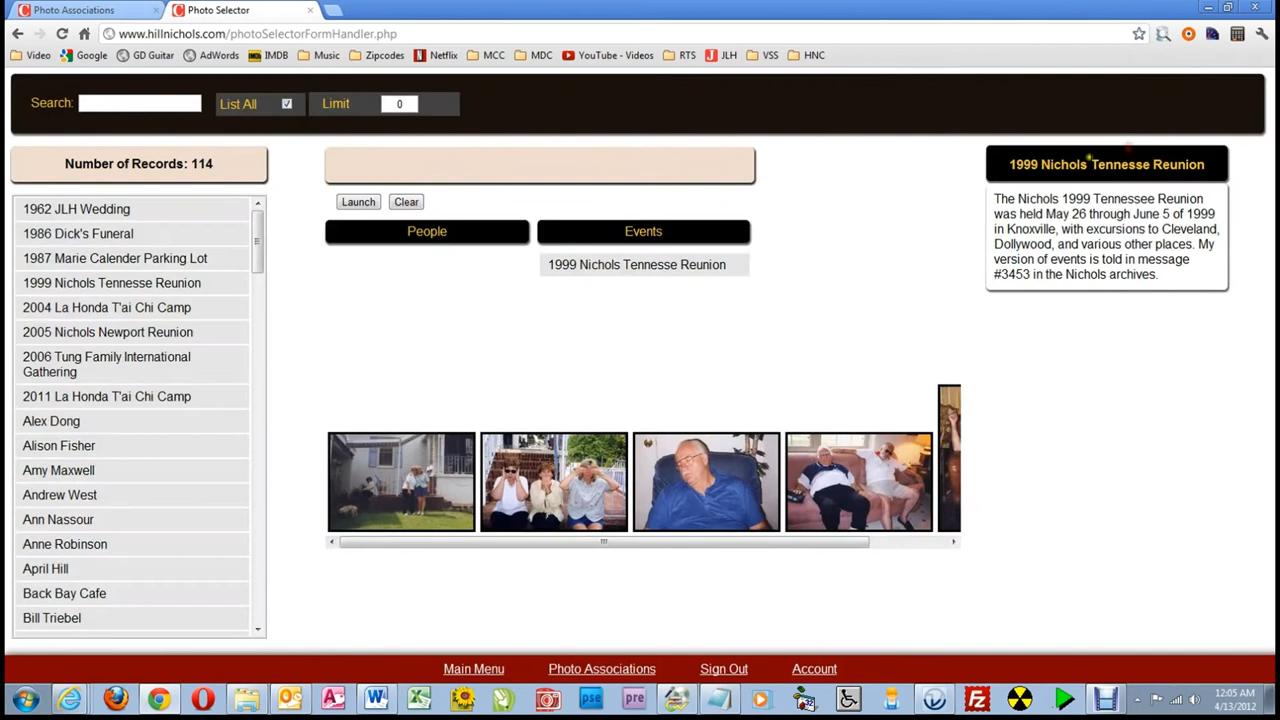 Photo Associations
Photo Selector
www.hillnichols.com/photoSelectorFormHandler.php
Video Google GD Guitar AdWords IMDB Music Zipcodes Netflix MCC MDC YouTube - Videos RTS JLH VSS HNC
Search: List All Limit 0
Number of Records: 114
1962 JLH Wedding
1986 Dick's Funeral
1987 Marie Calender Parking Lot
1999 Nichols Tennesse Reunion
2004 La Honda T'ai Chi Camp
2005 Nichols Newport Reunion
2006 Tung Family International
Gathering
2011 La Honda T'ai Chi Camp
Alex Dong
Alison Fisher
Amy Maxwell
Andrew West
Ann Nassour
Anne Robinson
April Hill
Back Bay Cafe
Bill Triebel
Launch Clear
People Events
1999 Nichols Tennesse Reunion
1999 Nichols Tennesse Reunion
The Nichols 1999 Tennessee Reunion
was held May 26 through June 5 of 1999
in Knoxville, with excursions to Cleveland,
Dollywood, and various other places. My
version of events is told in message
#3453 in the Nichols archives.
Main Menu Photo Associations Sign Out Account
pse pre
12:05 AM
4/13/2012